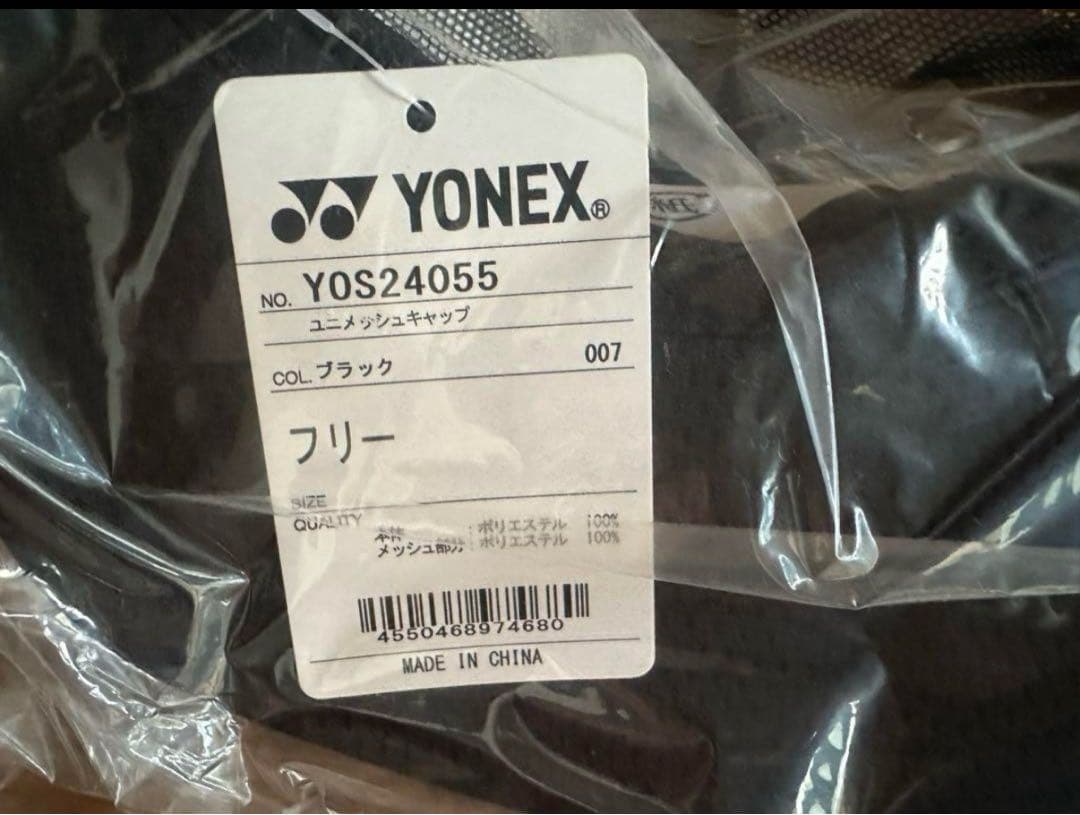 YONEX®
NO. YOS24055
ユニメッシュキャップ
COL. ブラック 007
フリー
SIZE
QUALITY
本体 : ポリエステル 100%
メッシュ部分 : ポリエステル 100%
4550468974680
MADE IN CHINA